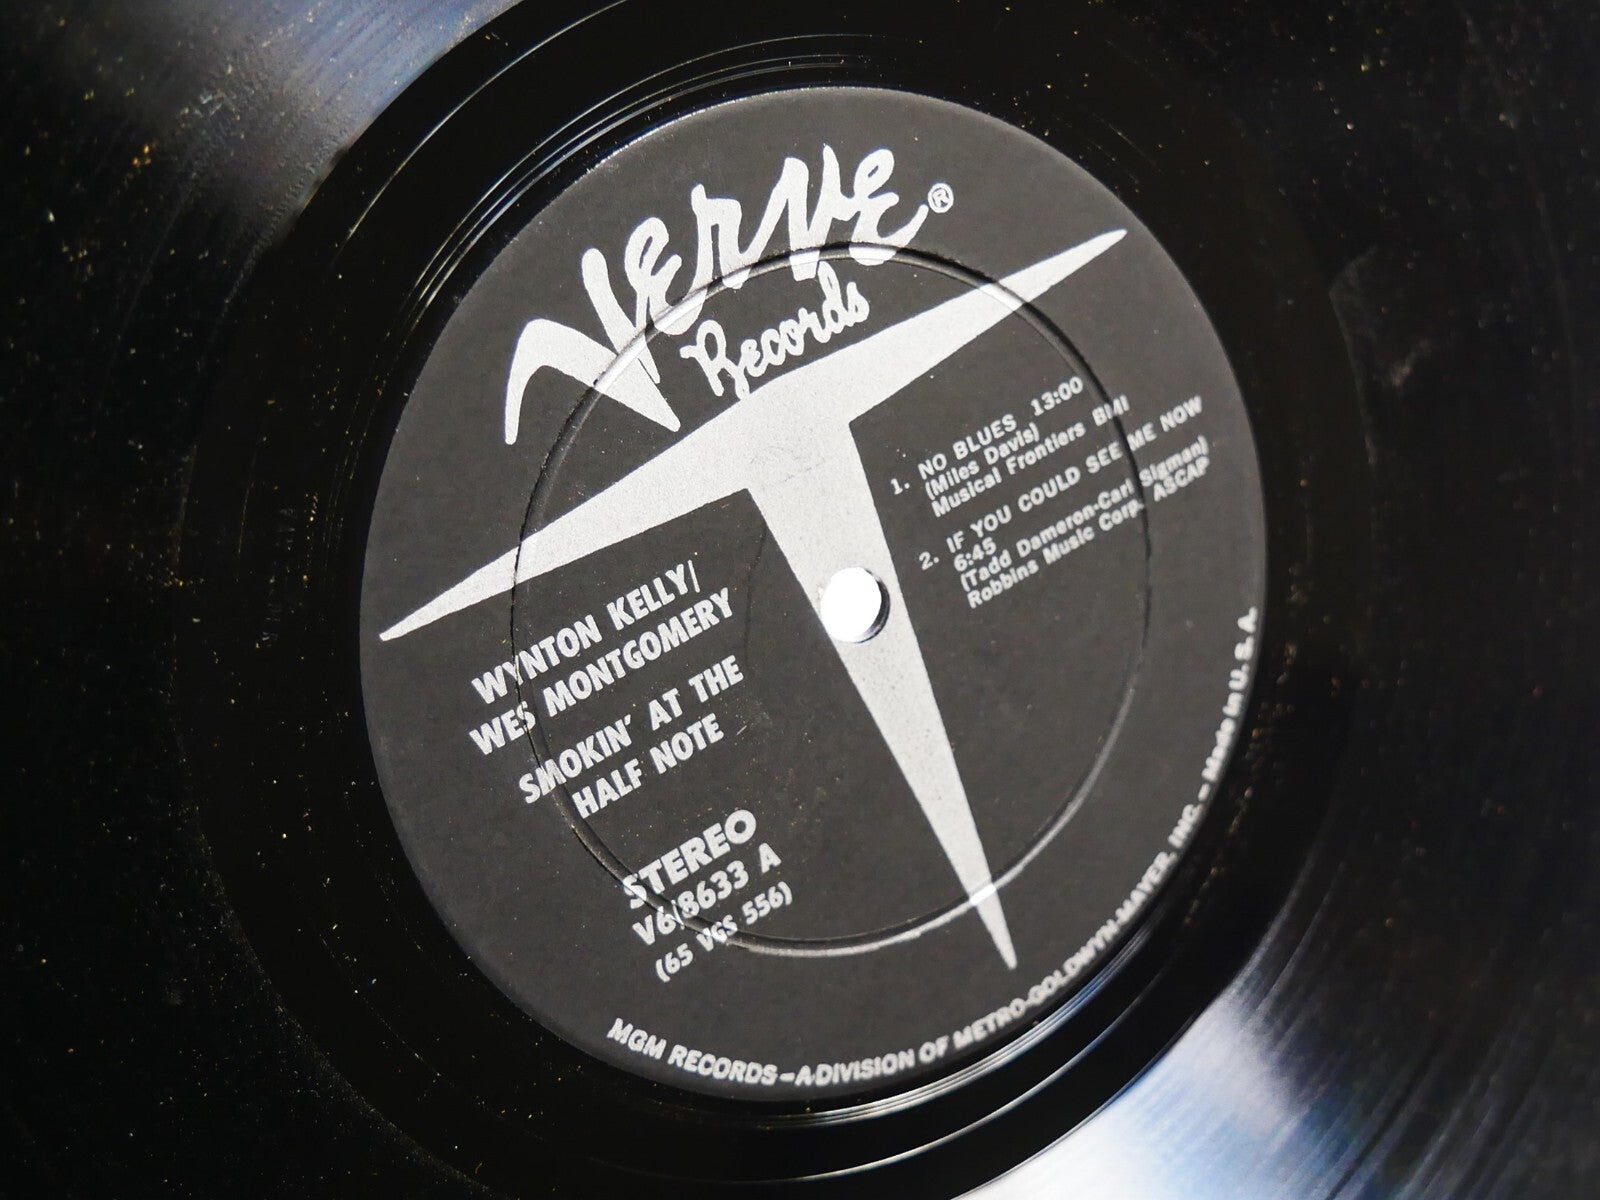 Verve ®
Records
1. NO BLUES 13:00
(Miles Davis)
Musical Frontiers BMI
2. IF YOU COULD SEE ME NOW
6:45
(Tadd Dameron-Carl Sigman)
Robbins Music Corp. ASCAP
WYNTON KELLY/
WES MONTGOMERY
SMOKIN' AT THE
HALF NOTE
STEREO
V6/8633 A
(65 VGS 556)
MGM RECORDS – A DIVISION OF METRO-GOLDWYN-MAYER, INC. – Made in U. S. A.